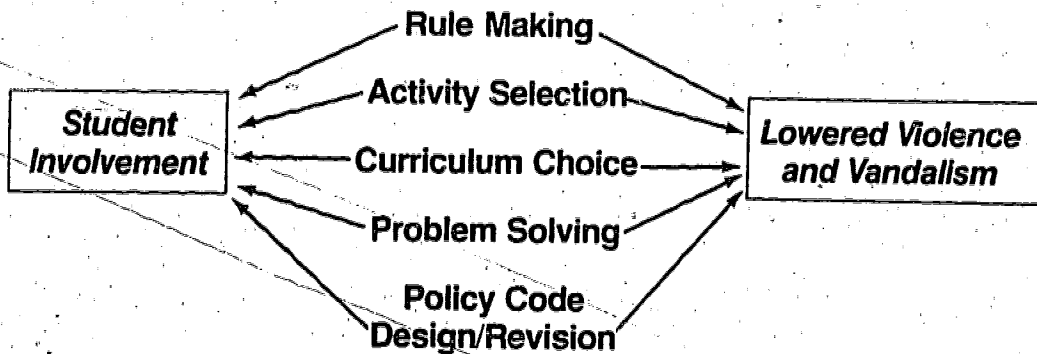 Rule Making
Activity Selection
Student
Involvement
Curriculum Choice
Lowered Violence
and Vandalism
Problem Solving
Policy Code
Design/Revision